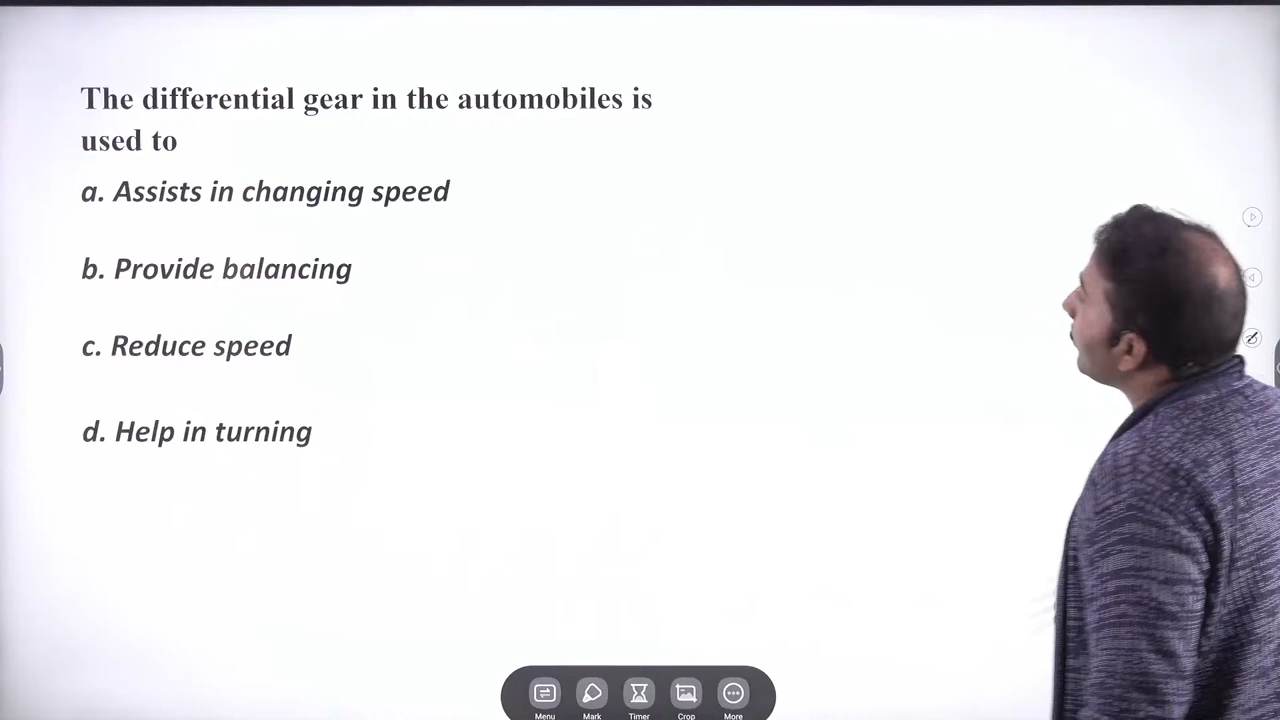 The differential gear in the automobiles is
used to
a. Assists in changing speed
b. Provide balancing
c. Reduce speed
d. Help in turning
Menu
Mark
Timer
Crop
More